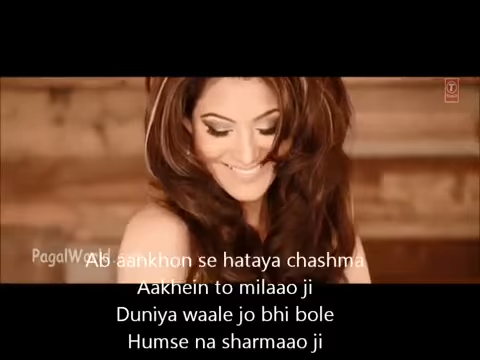 PagalWorld.
Ab aankhon se hataya chashma
Aakhein to milaao ji
Duniya waale jo bhi bole
Humse na sharmaao ji